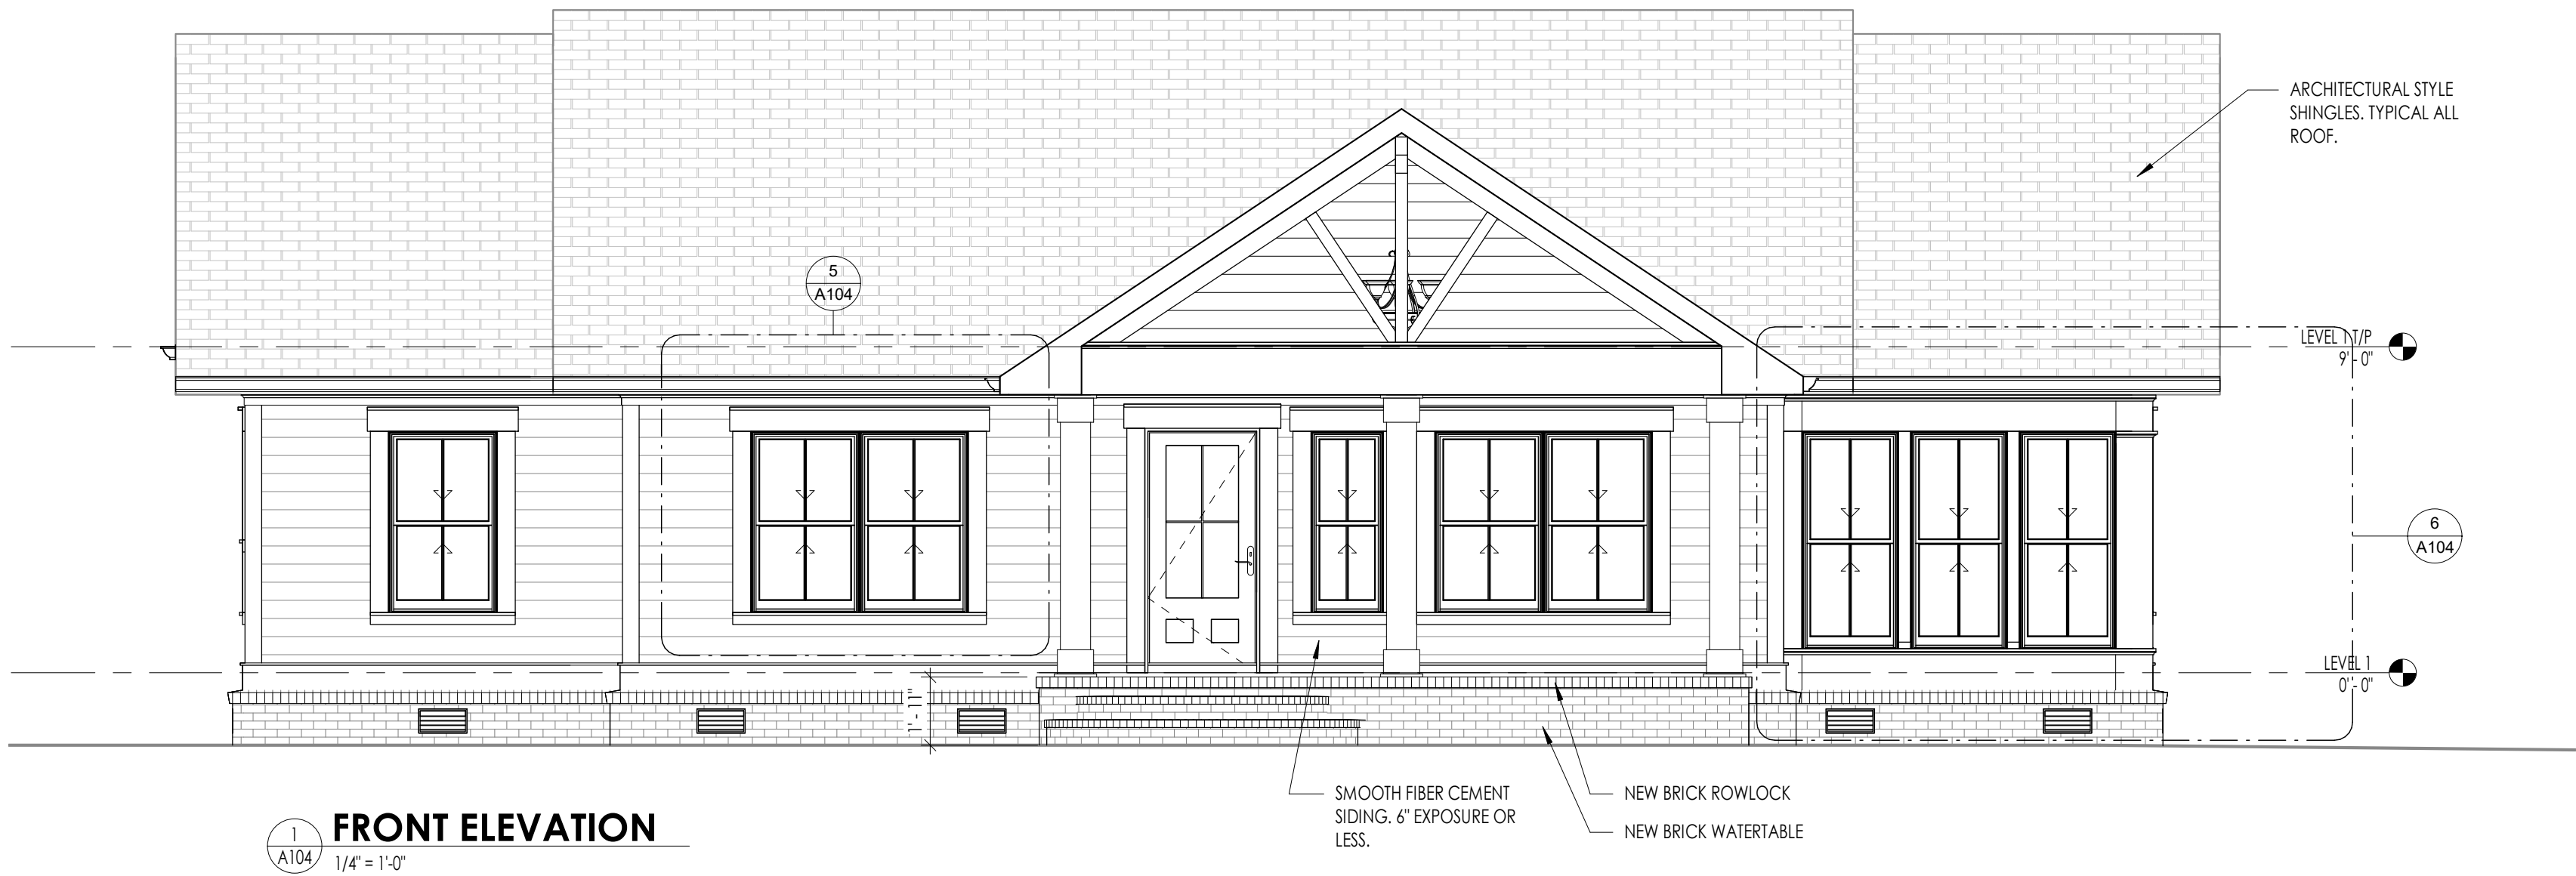 ARCHITECTURAL STYLE
SHINGLES. TYPICAL ALL
ROOF.
5
A104
LEVEL 1 T/P
9' - 0"
6
A104
LEVEL 1
0' - 0"
1' - 11"
SMOOTH FIBER CEMENT
SIDING. 6" EXPOSURE OR
LESS.
NEW BRICK ROWLOCK
NEW BRICK WATERTABLE
1
A104
FRONT ELEVATION
1/4" = 1'-0"